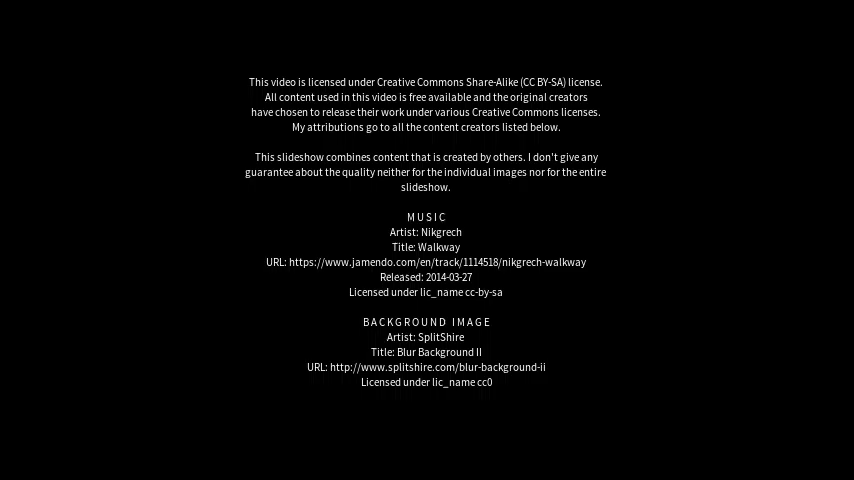 This video is licensed under Creative Commons Share-Alike (CC BY-SA) license.
All content used in this video is free available and the original creators
have chosen to release their work under various Creative Commons licenses.
My attributions go to all the content creators listed below.
This slideshow combines content that is created by others. I don't give any
guarantee about the quality neither for the individual images nor for the entire
slideshow.
MUSIC
Artist: Nikgrech
Title: Walkway
URL: https://www.jamendo.com/en/track/1114518/nikgrech-walkway
Released: 2014-03-27
Licensed under lic_name cc-by-sa
BACKGROUND IMAGE
Artist: SplitShire
Title: Blur Background II
URL: http://www.splitshire.com/blur-background-ii
Licensed under lic_name cc0